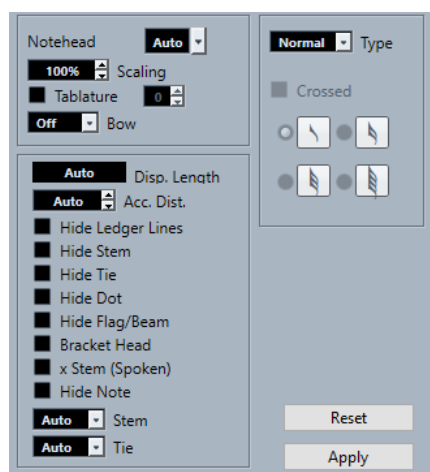 Notehead Auto
100% Scaling
Tablature 0
Off Bow
Auto Disp. Length
Auto Acc. Dist.
Hide Ledger Lines
Hide Stem
Hide Tie
Hide Dot
Hide Flag/Beam
Bracket Head
x Stem (Spoken)
Hide Note
Auto Stem
Auto Tie
Normal Type
Crossed
Reset
Apply